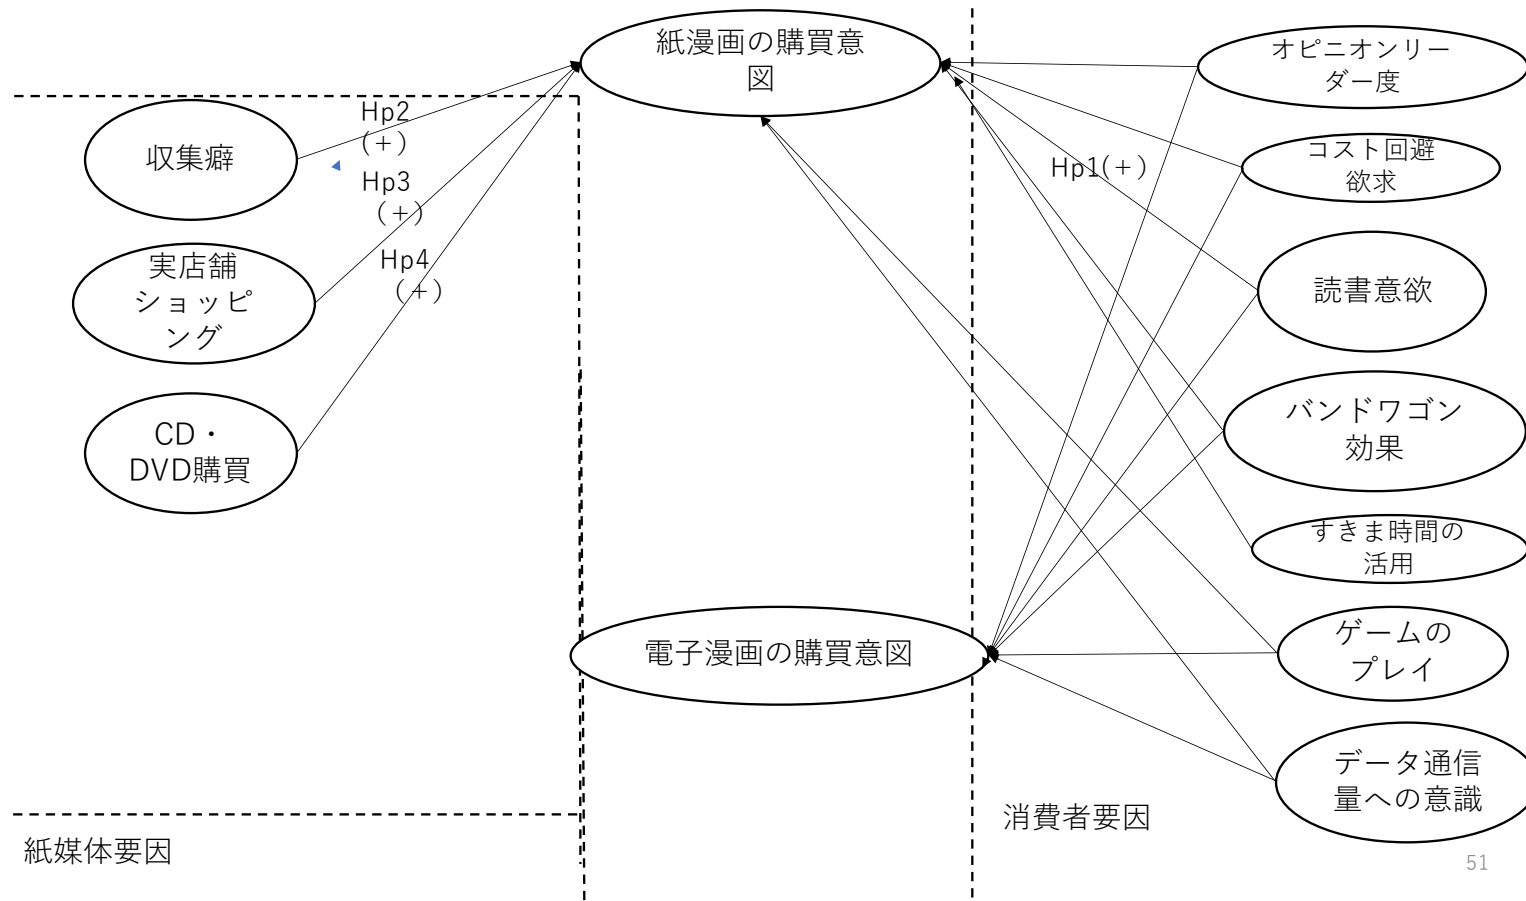 紙漫画の購買意
図
Hp2
(+)
収集癖
Hp3
(+)
実店舗
ショッピ
ング
Hp4
(+)
CD・
DVD購買
紙媒体要因
電子漫画の購買意図
Hp1(+)
オピニオンリー
ダー度
コスト回避
欲求
読書意欲
バンドワゴン
効果
すきま時間の
活用
ゲームの
プレイ
データ通信
量への意識
消費者要因
51